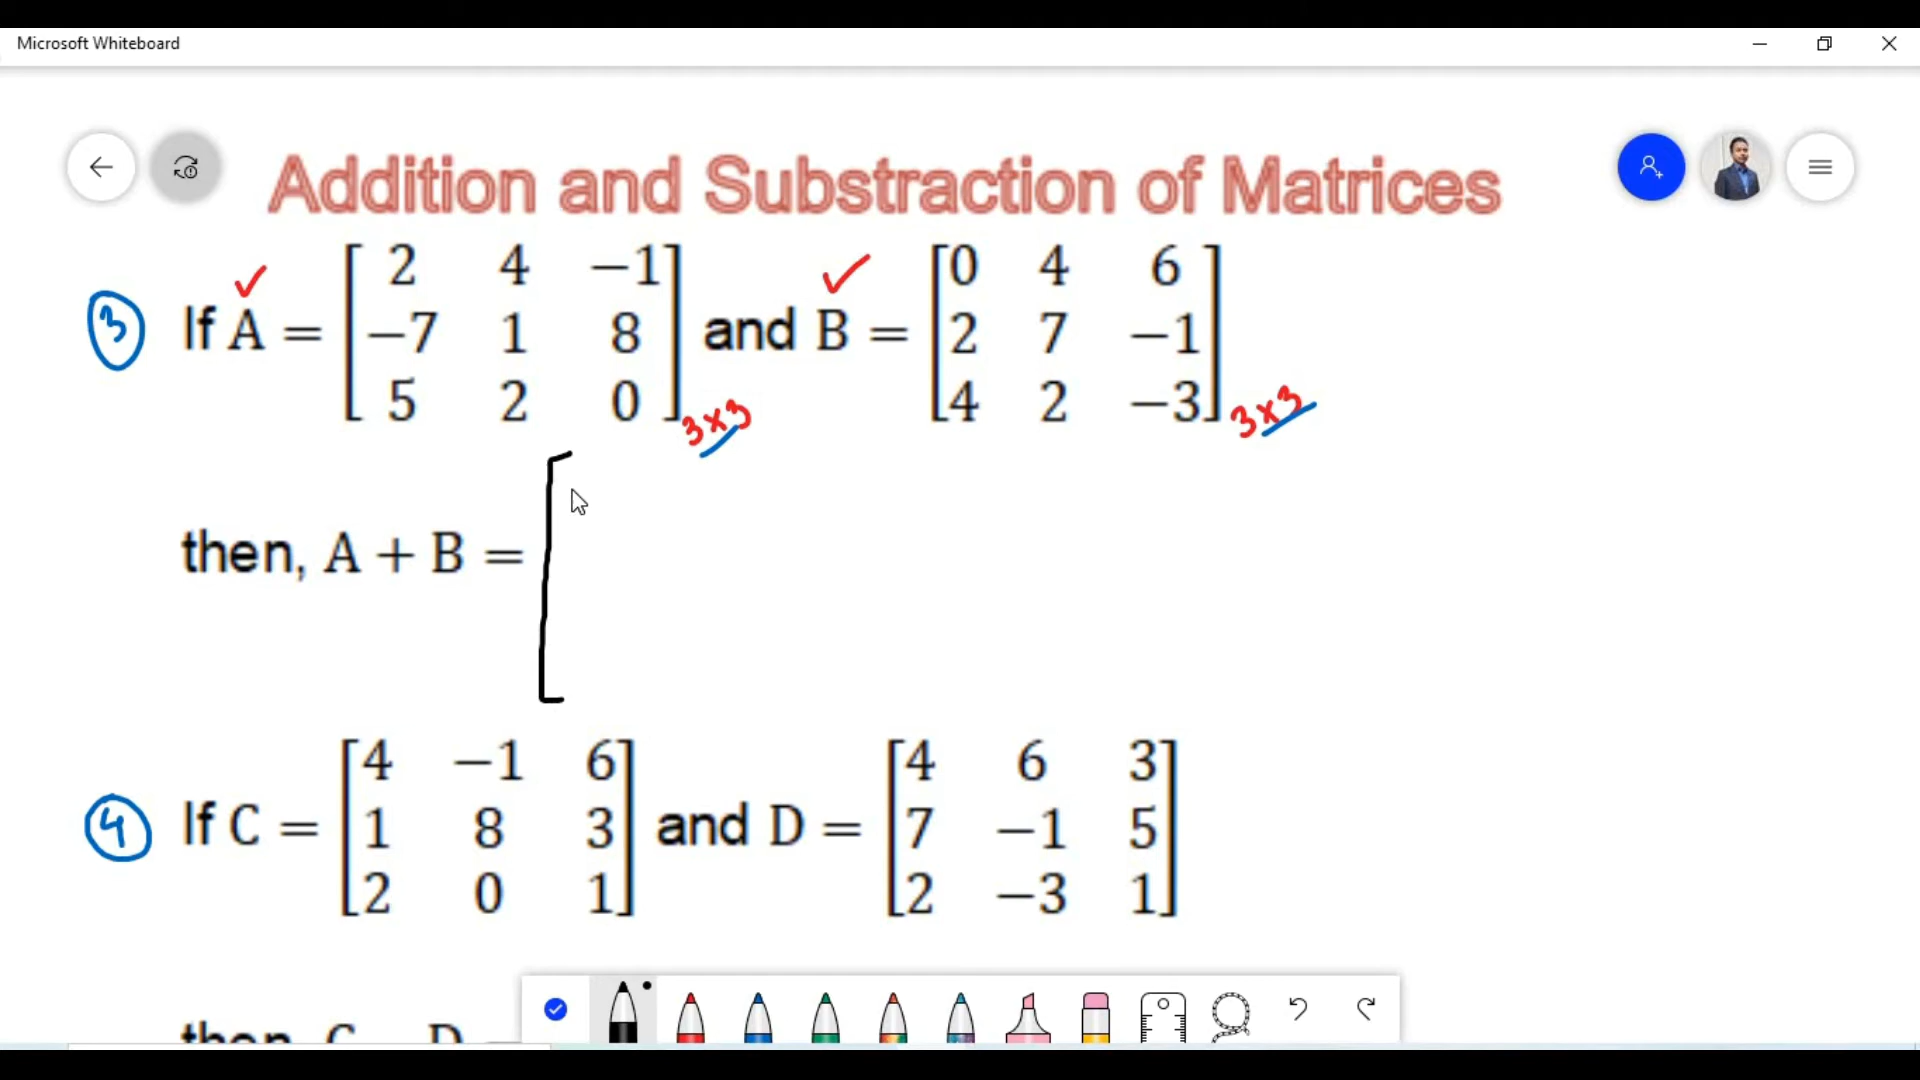 Microsoft Whiteboard
Addition and Substraction of Matrices
2 4 −1 0 4 6
3 If A = −7 1 8 and B = 2 7 −1
5 2 0 3×3 4 2 −3 3×3
then, A + B =
4 −1 6 4 6 3
4 If C = 1 8 3 and D = 7 −1 5
2 0 1 2 −3 1
then, C − D =